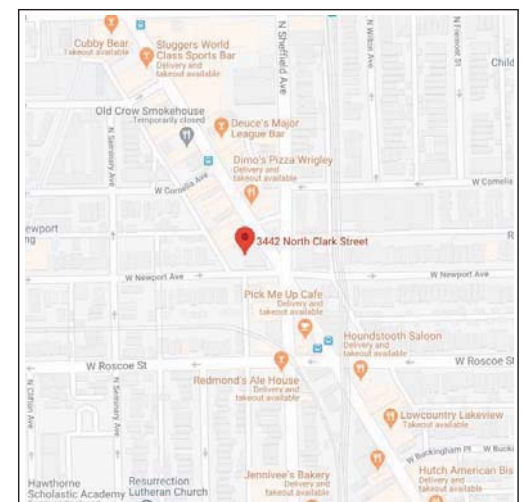 Cubby Bear
Takeout available
Sluggers World
Class Sports Bar
Delivery and
takeout available
N Sheffield Ave
N Wilton Ave
N Fremont St
Child
Old Crow Smokehouse
Temporarily closed
Deuce's Major
League Bar
N Seminary Ave
Dimo's Pizza Wrigley
Delivery and
takeout available
W Cornelia Ave
W Cornelia
ewport
ng
3442 North Clark Street
R
W Newport Ave
W Newport Ave
Pick Me Up Cafe
Delivery and
takeout available
Houndstooth Saloon
Delivery and
takeout available
W Roscoe St
W Roscoe St
Redmond's Ale House
Delivery and
takeout available
N Clifton Ave
N Seminary Ave
Lowcountry Lakeview
Takeout available
W Buckingham Pl
W Bucki
Jennivee's Bakery
Delivery and
takeout available
Hutch American Bis
Delivery and
takeout available
Hawthorne
Scholastic Academy
Resurrection
Lutheran Church